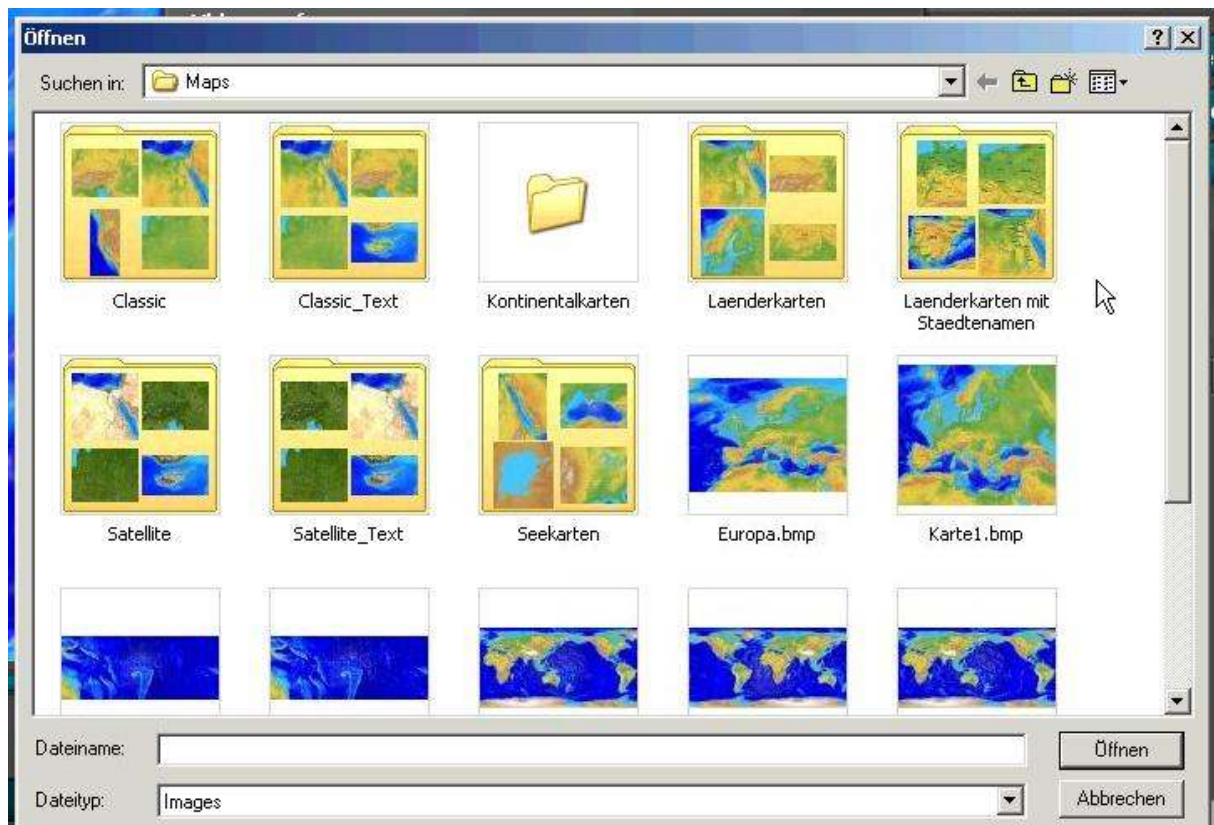 Öffnen
Suchen in: Maps
Classic
Classic_Text
Kontinentalkarten
Laenderkarten
Laenderkarten mit
Staedtenamen
Satellite
Satellite_Text
Seekarten
Europa.bmp
Karte1.bmp
Dateiname:
Öffnen
Dateityp: Images
Abbrechen